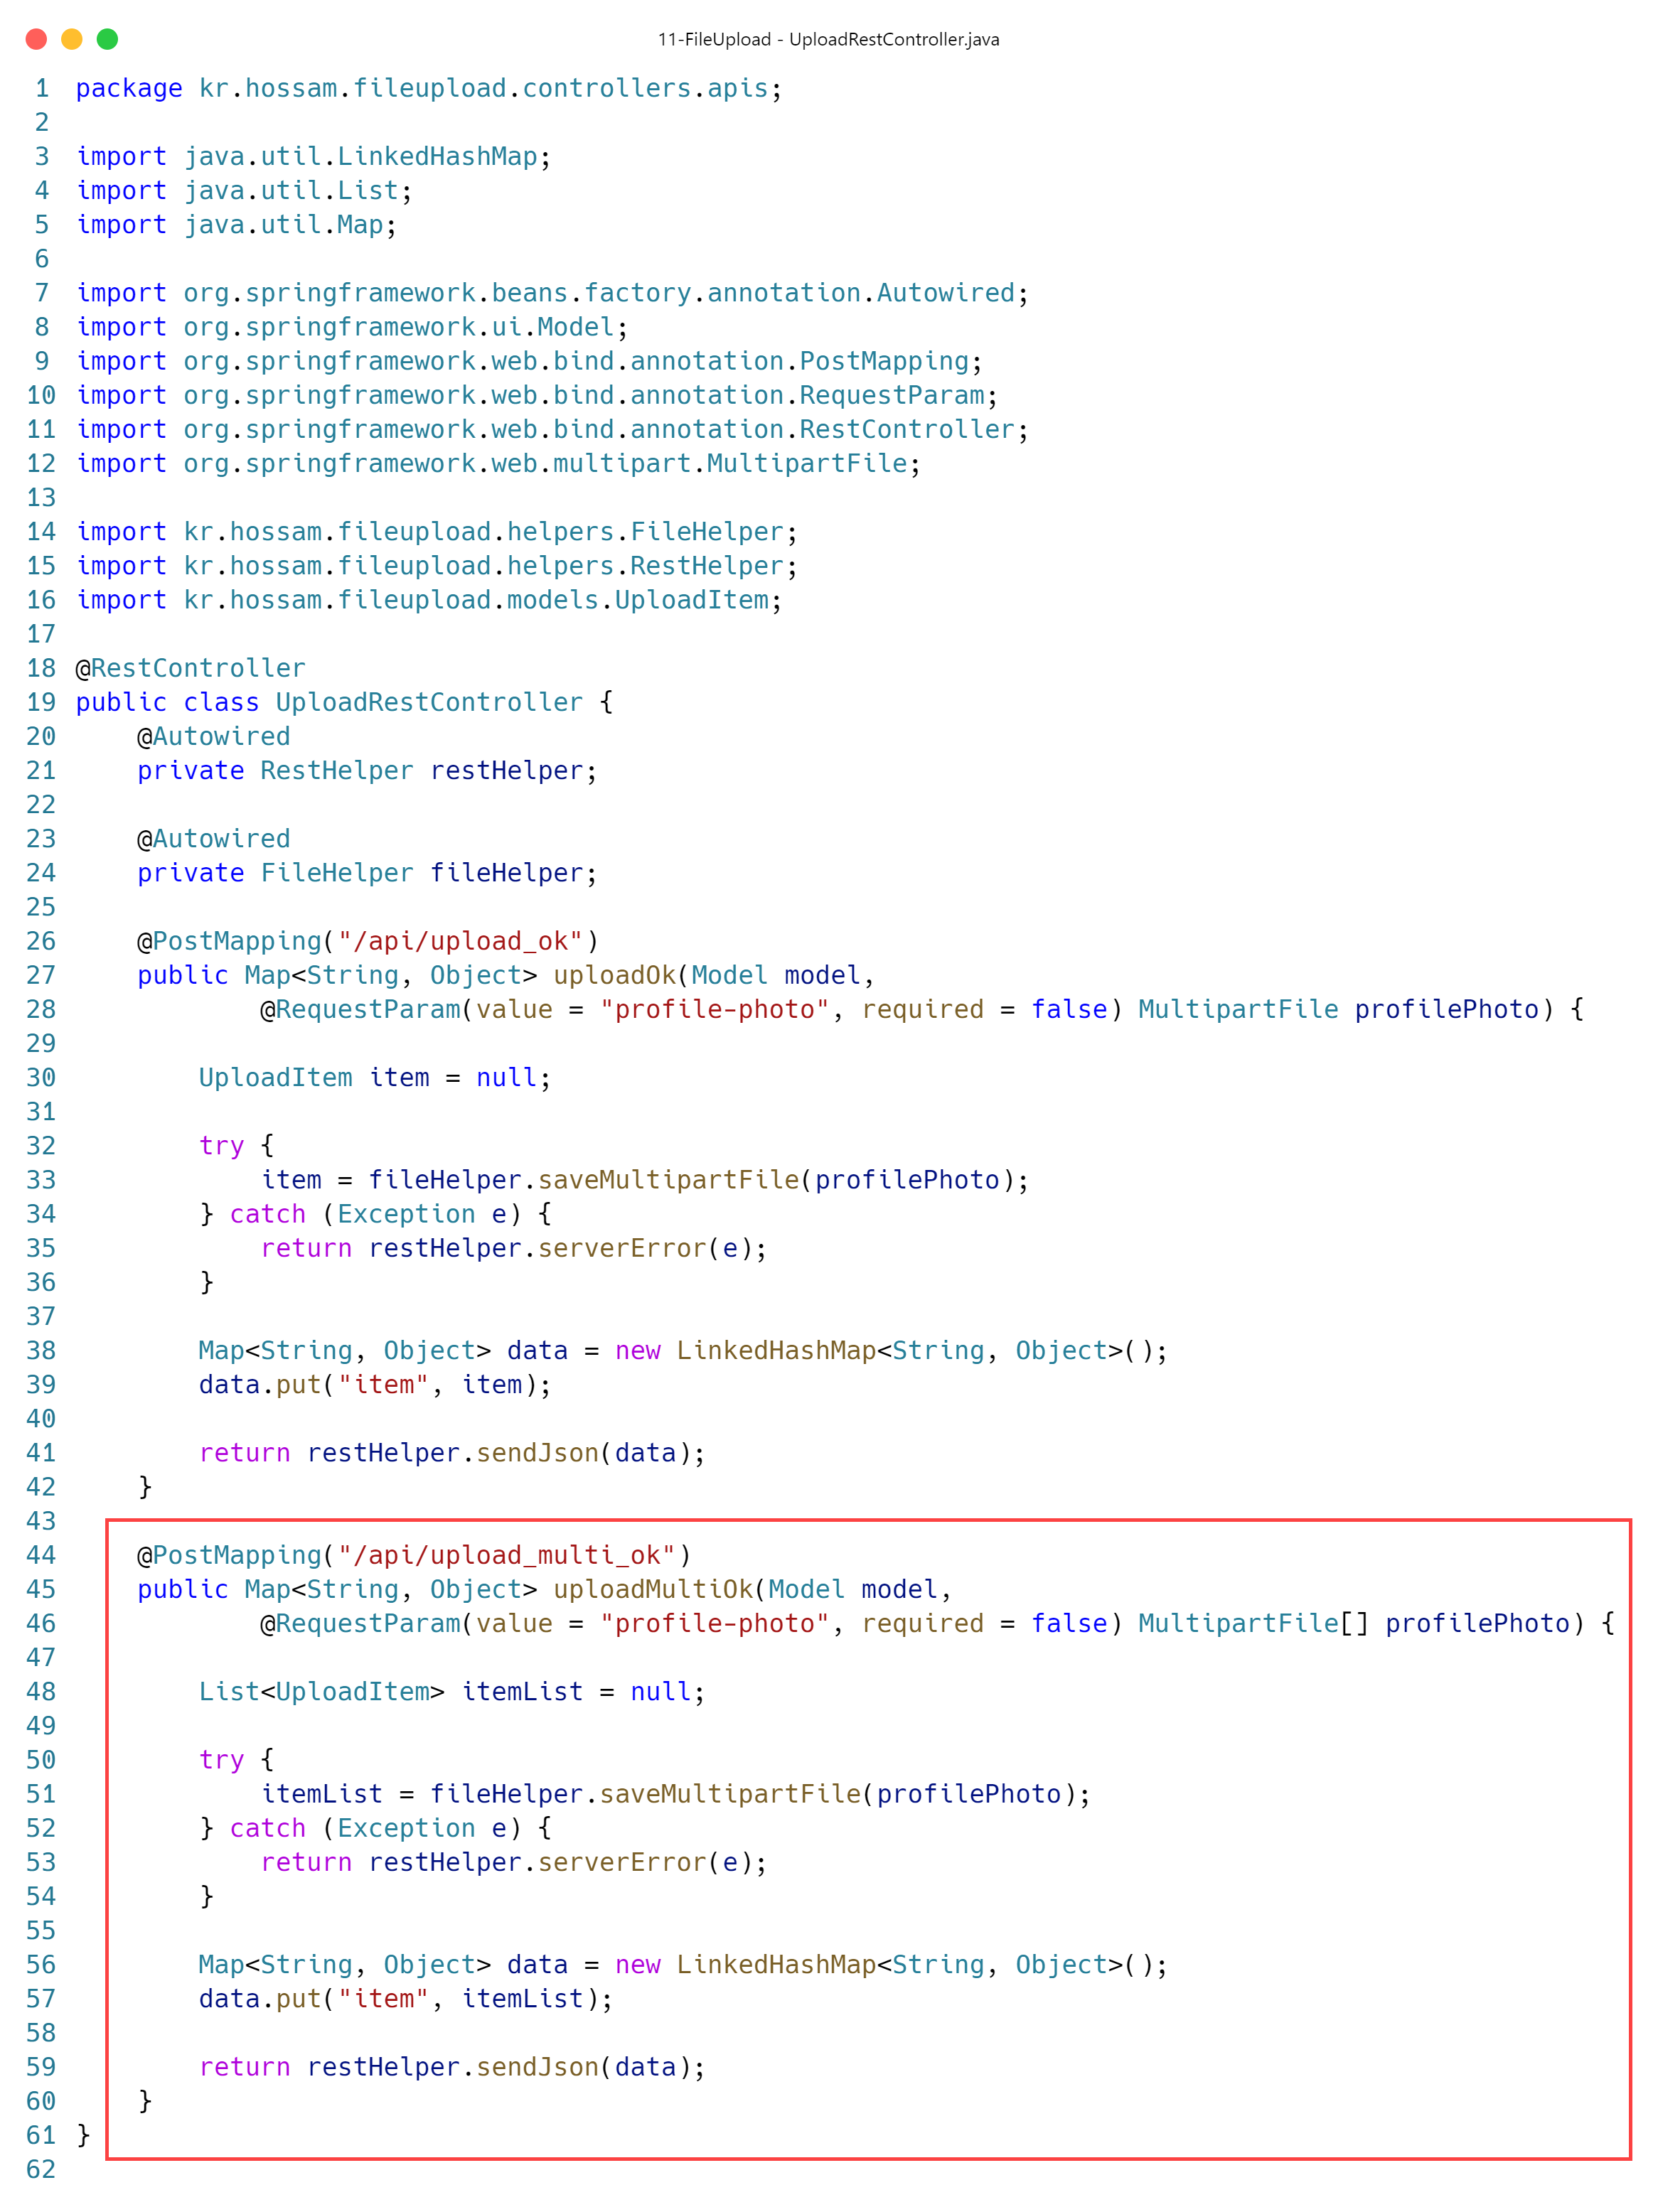 11-FileUpload - UploadRestController.java
1 package kr.hossam.fileupload.controllers.apis;
2
3 import java.util.LinkedHashMap;
4 import java.util.List;
5 import java.util.Map;
6
7 import org.springframework.beans.factory.annotation.Autowired;
8 import org.springframework.ui.Model;
9 import org.springframework.web.bind.annotation.PostMapping;
10 import org.springframework.web.bind.annotation.RequestParam;
11 import org.springframework.web.bind.annotation.RestController;
12 import org.springframework.web.multipart.MultipartFile;
13
14 import kr.hossam.fileupload.helpers.FileHelper;
15 import kr.hossam.fileupload.helpers.RestHelper;
16 import kr.hossam.fileupload.models.UploadItem;
17
18 @RestController
19 public class UploadRestController {
20     @Autowired
21     private RestHelper restHelper;
22
23     @Autowired
24     private FileHelper fileHelper;
25
26     @PostMapping("/api/upload_ok")
27     public Map<String, Object> uploadOk(Model model,
28             @RequestParam(value = "profile-photo", required = false) MultipartFile profilePhoto) {
29
30         UploadItem item = null;
31
32         try {
33             item = fileHelper.saveMultipartFile(profilePhoto);
34         } catch (Exception e) {
35             return restHelper.serverError(e);
36         }
37
38         Map<String, Object> data = new LinkedHashMap<String, Object>();
39         data.put("item", item);
40
41         return restHelper.sendJson(data);
42     }
43
44     @PostMapping("/api/upload_multi_ok")
45     public Map<String, Object> uploadMultiOk(Model model,
46             @RequestParam(value = "profile-photo", required = false) MultipartFile[] profilePhoto) {
47
48         List<UploadItem> itemList = null;
49
50         try {
51             itemList = fileHelper.saveMultipartFile(profilePhoto);
52         } catch (Exception e) {
53             return restHelper.serverError(e);
54         }
55
56         Map<String, Object> data = new LinkedHashMap<String, Object>();
57         data.put("item", itemList);
58
59         return restHelper.sendJson(data);
60     }
61 }
62